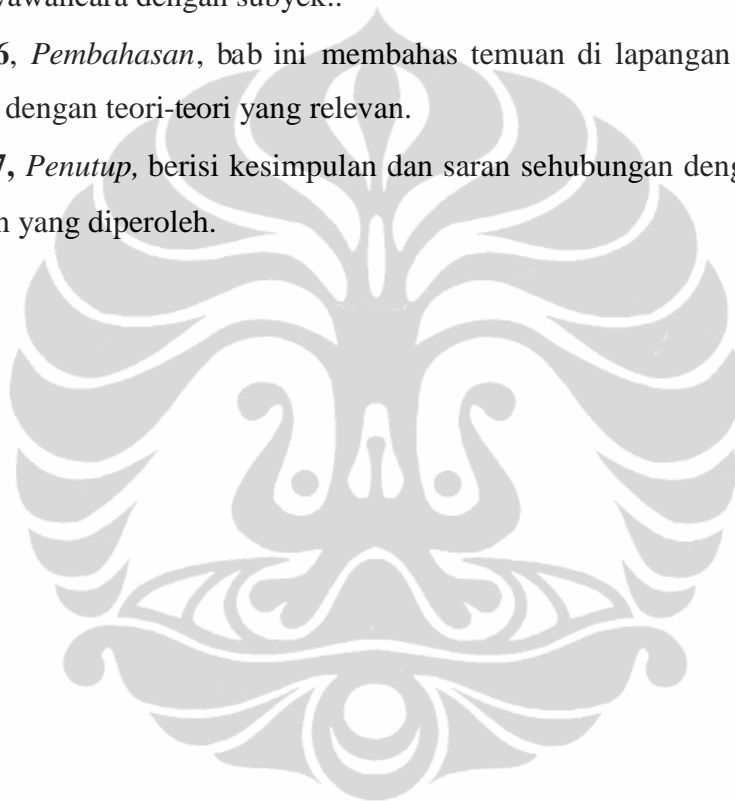 wawancara dengan subyek..
6, Pembahasan, bab ini membahas temuan di lapangan
dengan teori-teori yang relevan.
7, Penutup, berisi kesimpulan dan saran sehubungan deng
n yang diperoleh.